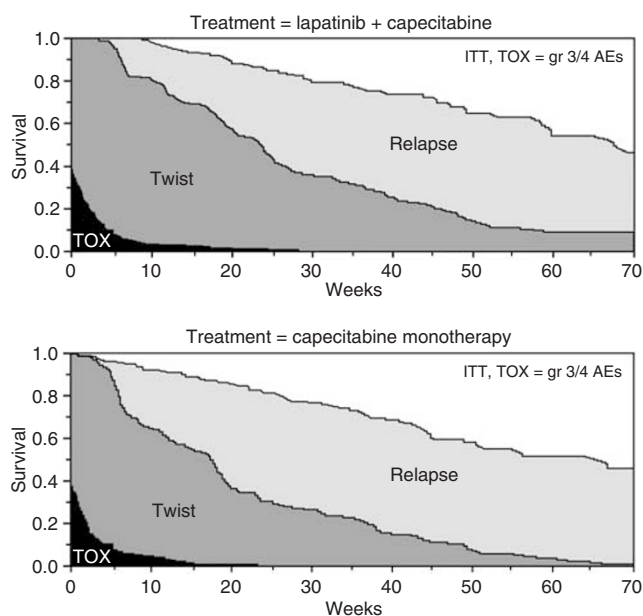 Treatment = lapatinib + capecitabine
ITT, TOX = gr 3/4 AEs
Survival
1.0
0.8
0.6
0.4
0.2
0.0
Relapse
Twist
TOX
0 10 20 30 40 50 60 70
Weeks
Treatment = capecitabine monotherapy
ITT, TOX = gr 3/4 AEs
Survival
1.0
0.8
0.6
0.4
0.2
0.0
Relapse
Twist
TOX
0 10 20 30 40 50 60 70
Weeks